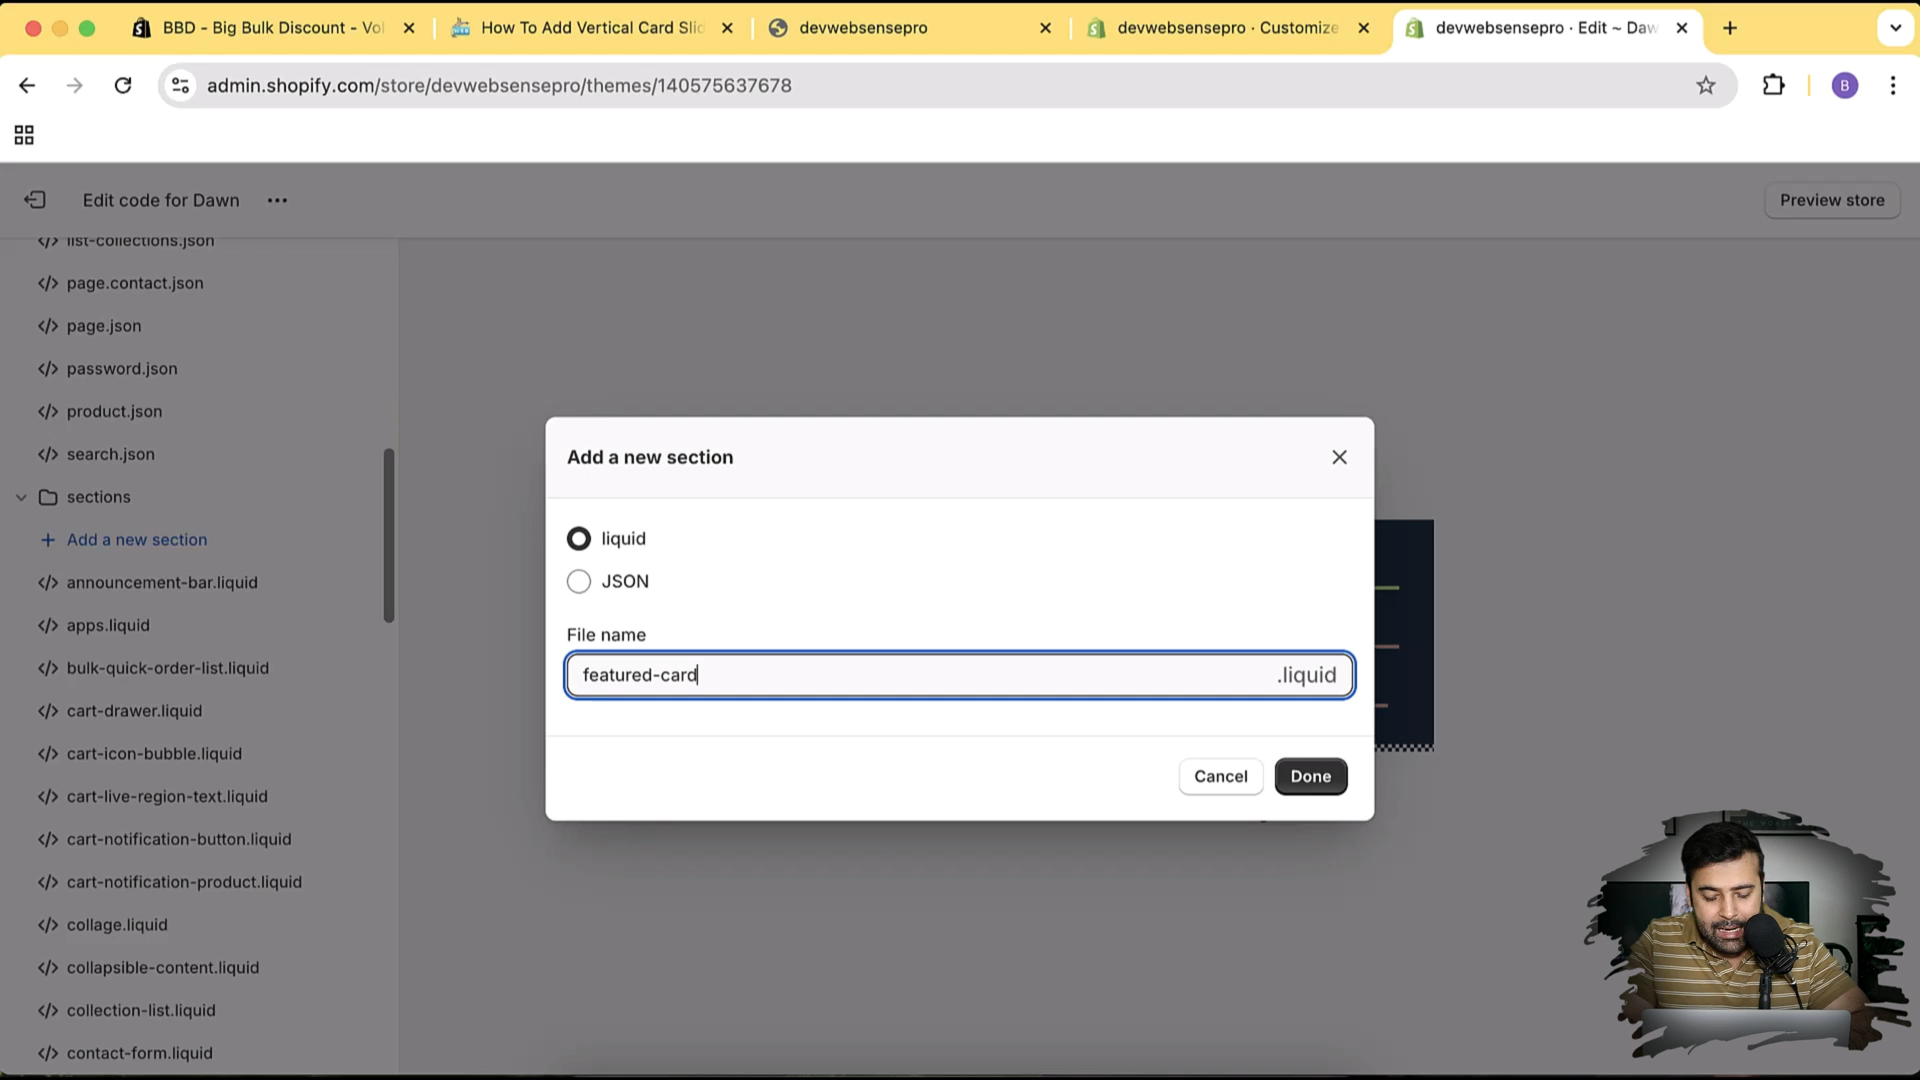 BBD - Big Bulk Discount - Vol
How To Add Vertical Card Slic
devwebsensepro
devwebsensepro · Customize
devwebsensepro · Edit ~ Daw
admin.shopify.com/store/devwebsensepro/themes/140575637678
B
Edit code for Dawn
Preview store
list-collections.json
page.contact.json
page.json
password.json
product.json
search.json
sections
Add a new section
announcement-bar.liquid
apps.liquid
bulk-quick-order-list.liquid
cart-drawer.liquid
cart-icon-bubble.liquid
cart-live-region-text.liquid
cart-notification-button.liquid
cart-notification-product.liquid
collage.liquid
collapsible-content.liquid
collection-list.liquid
contact-form.liquid
Add a new section
liquid
JSON
File name
featured-card
.liquid
Cancel
Done